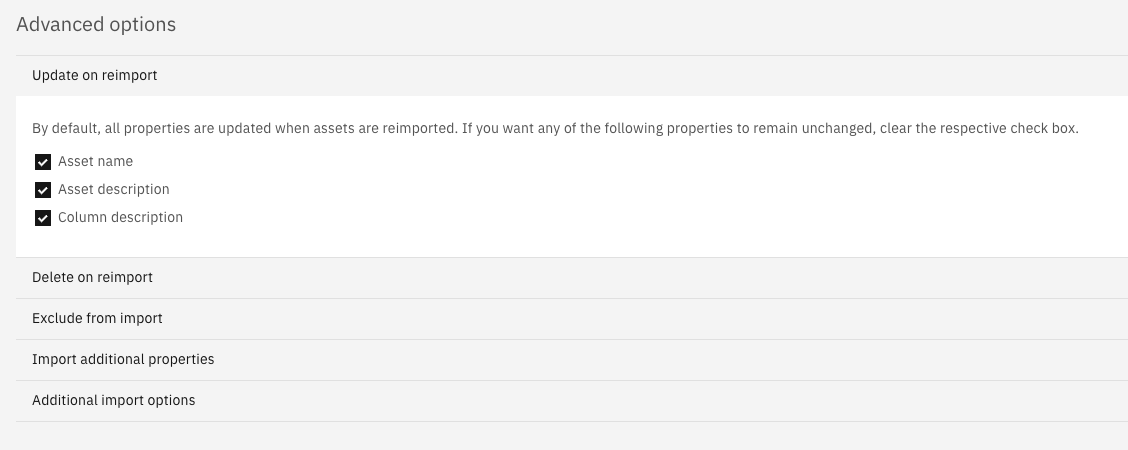 Advanced options
Update on reimport
By default, all properties are updated when assets are reimported. If you want any of the following properties to remain unchanged, clear the respective check box.
Asset name
Asset description
Column description
Delete on reimport
Exclude from import
Import additional properties
Additional import options